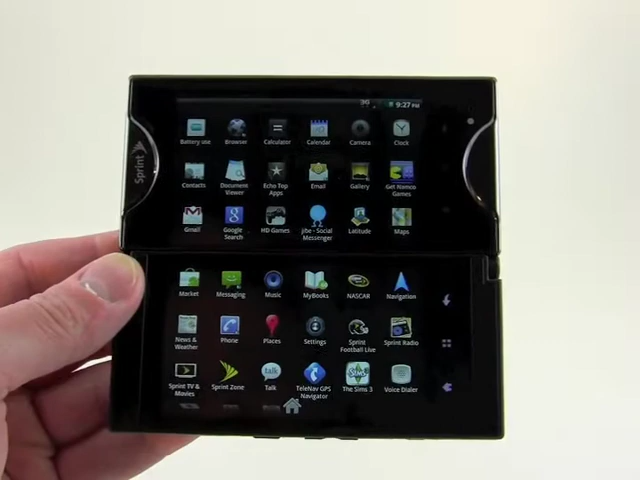 3G 9:27 PM
Battery use Browser Calculator Calendar Camera Clock
Sprint
Contacts Document Viewer Echo Top Apps Email Gallery Get Namco Games
Gmail Google Search HD Games jibe - Social Messenger Latitude Maps
Market Messaging Music MyBooks NASCAR Navigation
News & Weather Phone Places Settings Sprint Football Live Sprint Radio
Sprint TV & Movies Sprint Zone Talk TeleNav GPS Navigator The Sims 3 Voice Dialer